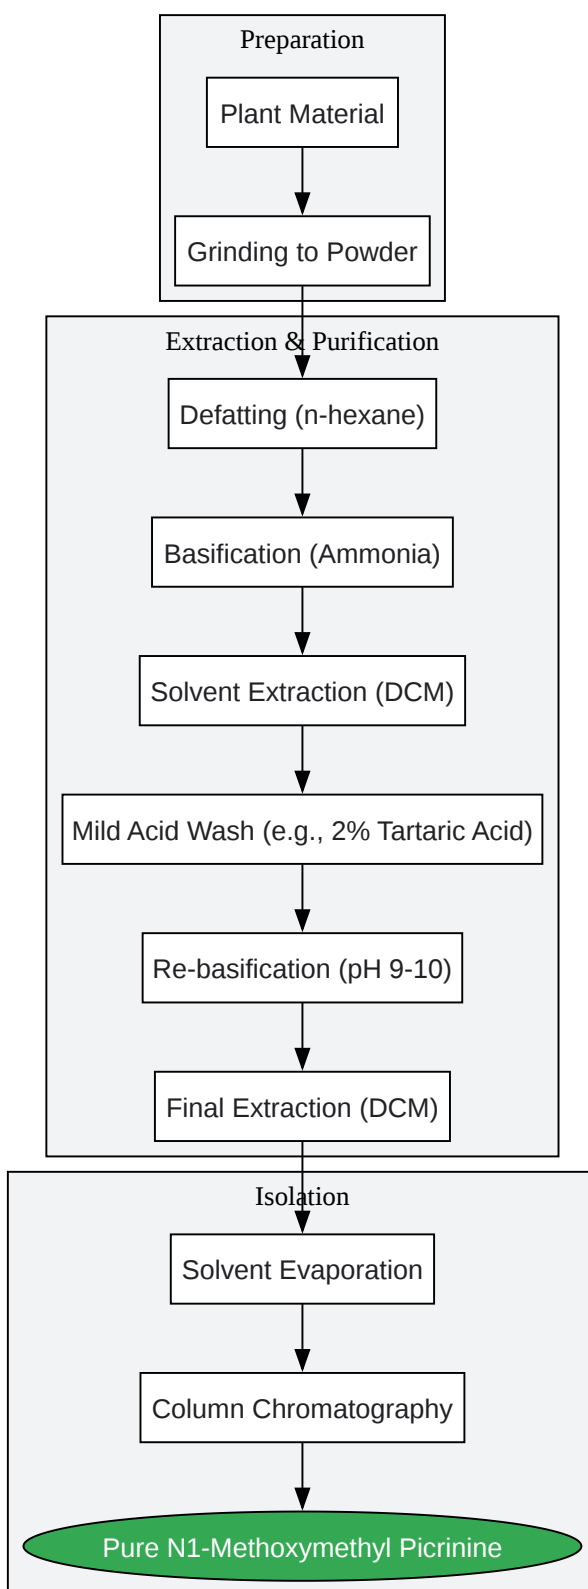 Preparation
Plant Material
Grinding to Powder
Extraction & Purification
Defatting (n-hexane)
Basification (Ammonia)
Solvent Extraction (DCM)
Mild Acid Wash (e.g., 2% Tartaric Acid)
Re-basification (pH 9-10)
Final Extraction (DCM)
Isolation
Solvent Evaporation
Column Chromatography
Pure N1-Methoxymethyl Picrinine